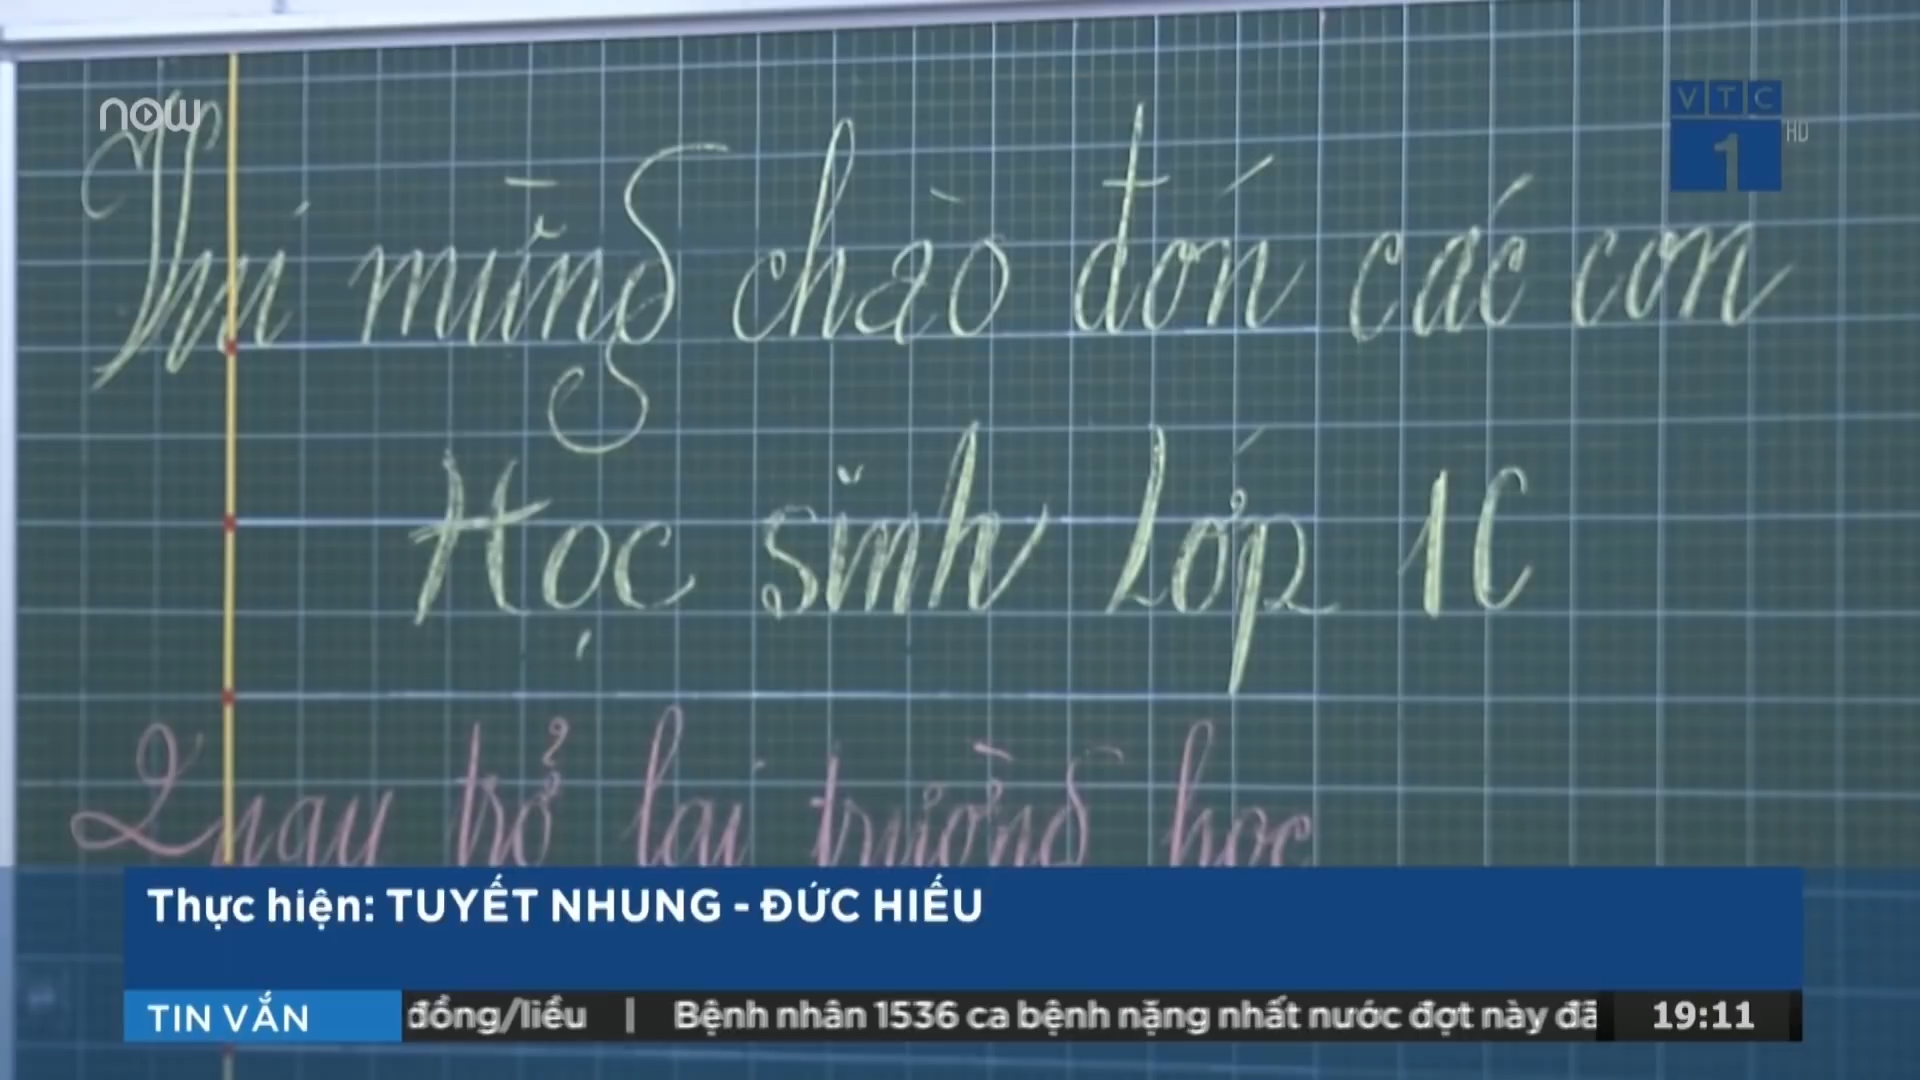 now
VTC
1 HD
Vui mừng chào đón các con
Học sinh lớp 1C
Quay trở lại trường học
Thực hiện: TUYẾT NHUNG - ĐỨC HIẾU
TIN VẮN
đồng/liều | Bệnh nhân 1536 ca bệnh nặng nhất nước đợt này đã
19:11